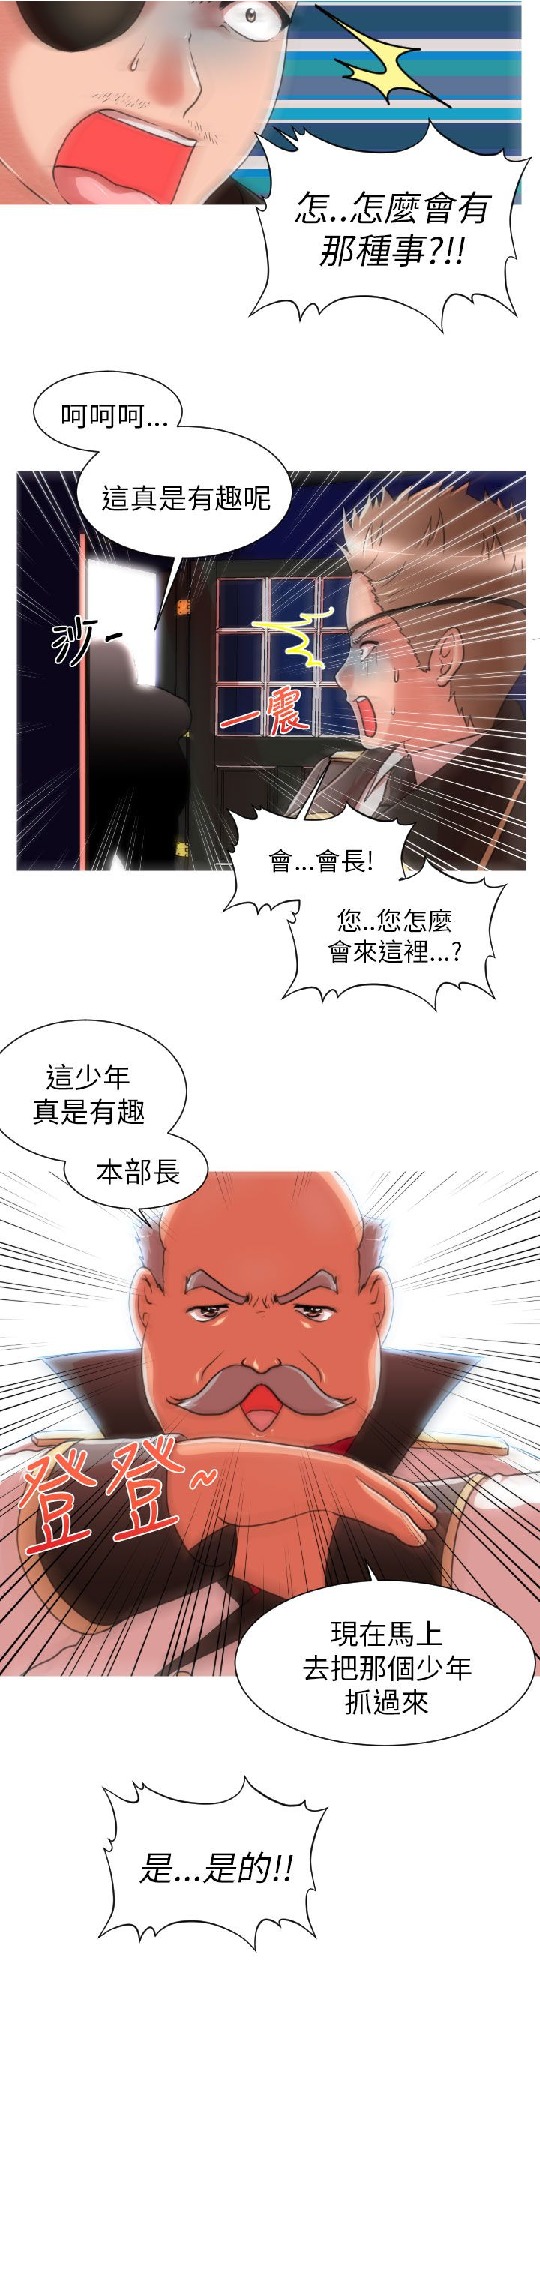 怎..怎麼會有
那種事?!!
呵呵呵...
這真是有趣呢
沙-
一震
會...會長!
您..您怎麼
會來這裡...?
這少年
真是有趣
本部長
登登~
現在馬上
去把那個少年
抓過來
是...是的!!